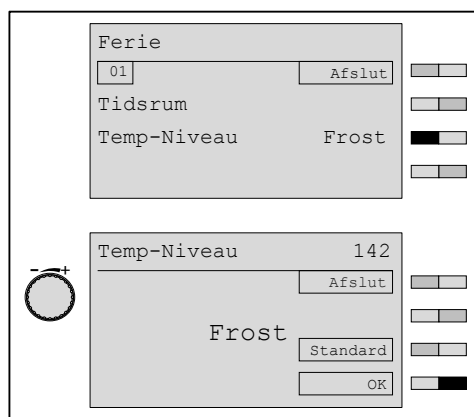 Ferie
01 Afslut
Tidsrum
Temp-Niveau Frost
Temp-Niveau 142
Afslut
- +
Frost
Standard
OK